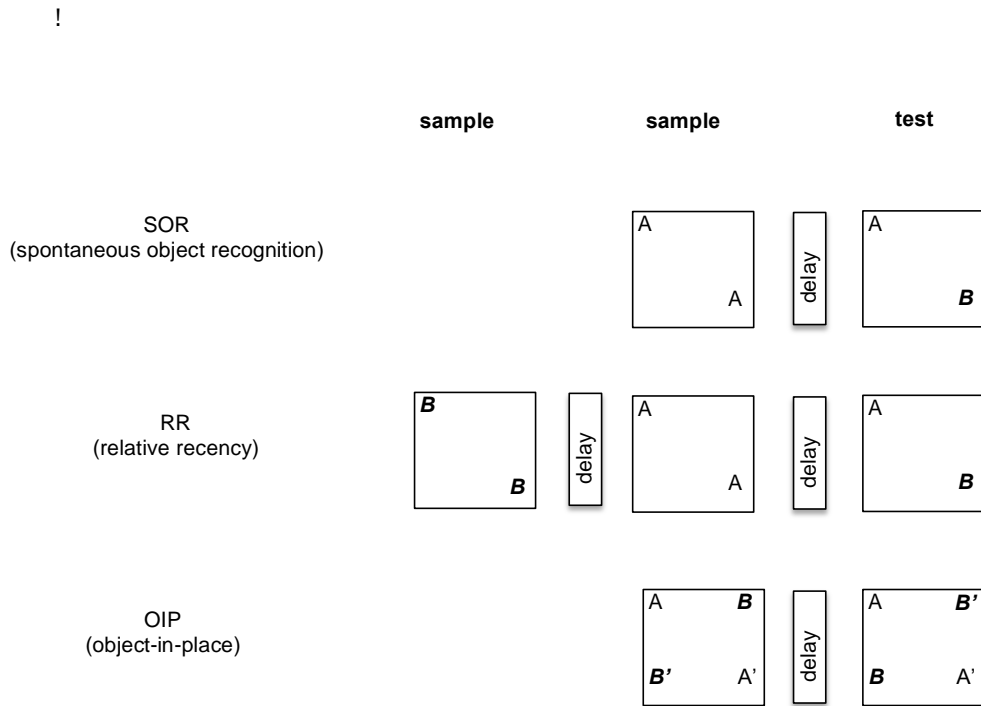 !
sample sample test
SOR
(spontaneous object recognition)
A A
delay
A B
B
A
RR
(relative recency)
B A A
delay delay
B A B
OIP
(object-in-place)
A B A B’
delay
B’ A’ B A’